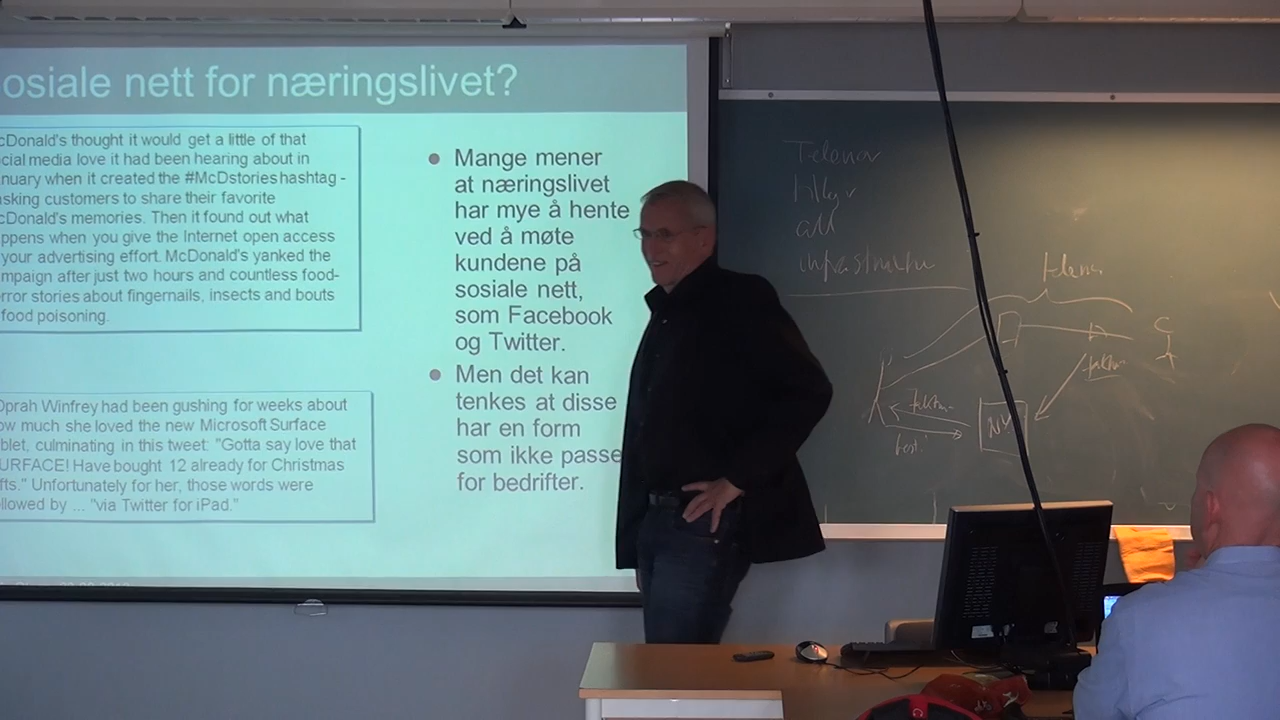 osiale nett for næringslivet?
cDonald's thought it would get a little of that
cial media love it had been hearing about in
nuary when it created the #McDstories hashtag -
sking customers to share their favorite
cDonald's memories. Then it found out what
ppens when you give the Internet open access
your advertising effort. McDonald's yanked the
mpaign after just two hours and countless food-
rror stories about fingernails, insects and bouts
food poisoning.
prah Winfrey had been gushing for weeks about
ow much she loved the new Microsoft Surface
blet, culminating in this tweet: "Gotta say love that
URFACE! Have bought 12 already for Christmas
fts." Unfortunately for her, those words were
llowed by ... "via Twitter for iPad."
● Mange mener
at næringslivet
har mye å hente
ved å møte
kundene på
sosiale nett,
som Facebook
og Twitter.
● Men det kan
tenkes at disse
har en form
som ikke passe
for bedrifter.
Telenor
all
infrastruktur
telenor
best.